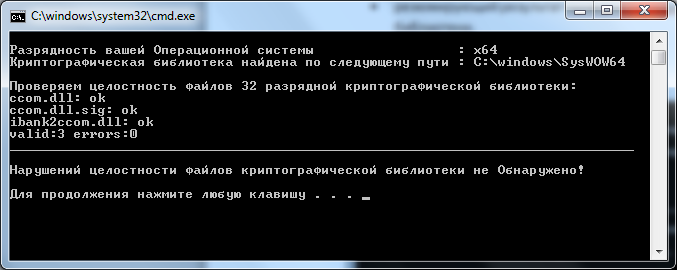 C:\windows\system32\cmd.exe
Разрядность вашей Операционной системы : x64
Криптографическая библиотека найдена по следующему пути : C:\windows\SysWOW64
Проверяем целостность файлов 32 разрядной криптографической библиотеки:
ccom.dll: ok
ccom.dll.sig: ok
ibank2ccom.dll: ok
valid:3 errors:0
Нарушений целостности файлов криптографической библиотеки не Обнаружено!
Для продолжения нажмите любую клавишу . . . _